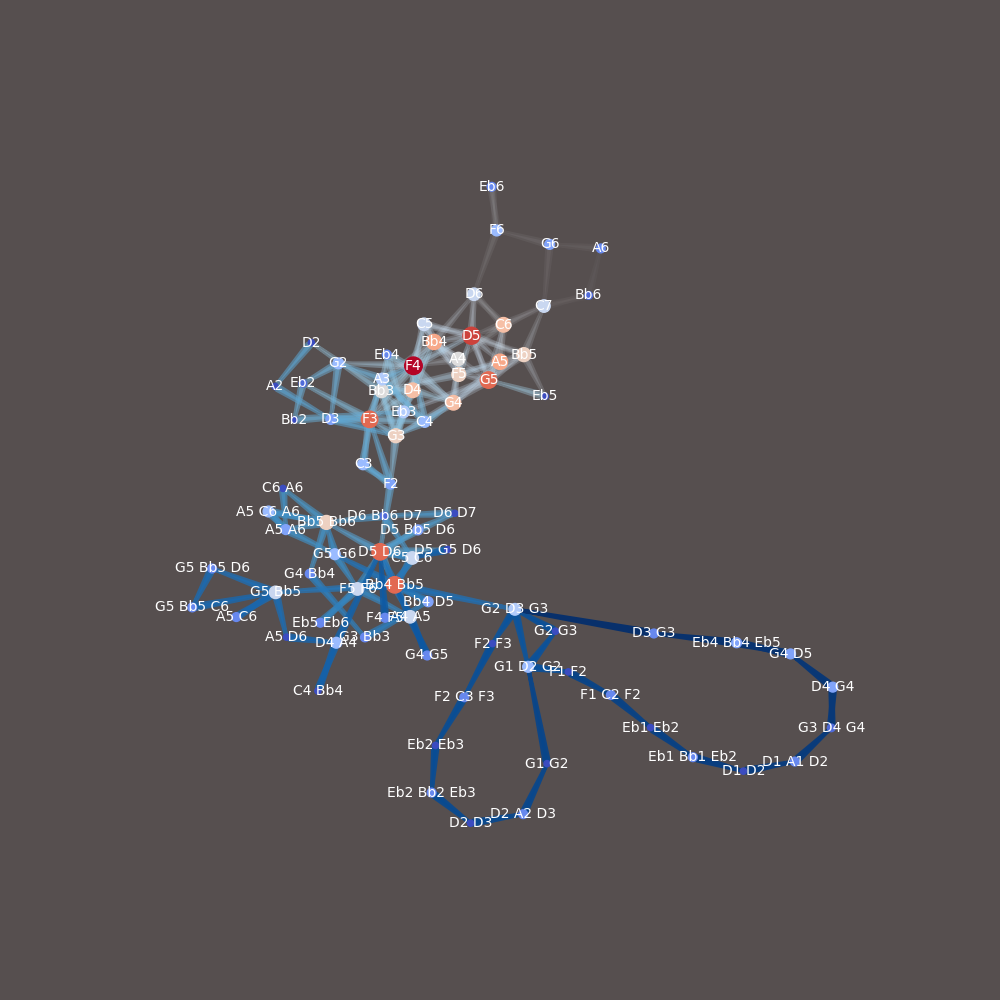 Eb6
F6
G6
A6
D6
Bb6
C7
C5
C6
D5
D2
Bb4
Eb4
A4
Bb5
G2
F4
A5
F5
A3
G5
A2
Eb2
Bb3
D4
Eb5
G4
Eb3
Bb2
D3
F3
C4
G3
C3
F2
C6 A6
A5 C6 A6
D6 Bb6 D7
D6 D7
Bb5 Bb6
A5 A6
D5 Bb5 D6
G5 G6
D5 D6
D5 G5 D6
C5 C6
G5 Bb5 D6
G4 Bb4
Bb4 Bb5
G5 Bb5
F5 F6
Bb4 D5
G5 Bb5 C6
G2 D3 G3
A5 C6
F4 F5
A4 A5
Eb5 Eb6
G2 G3
D3 G3
A5 D6
G3 Bb3
D4 A4
F2 F3
Eb4 Bb4 Eb5
G4 G5
G4 D5
G1 D2 G2
F1 F2
C4 Bb4
D4 G4
F2 C3 F3
F1 C2 F2
Eb1 Eb2
G3 D4 G4
Eb2 Eb3
Eb1 Bb1 Eb2
D1 A1 D2
G1 G2
D1 D2
Eb2 Bb2 Eb3
D2 A2 D3
D2 D3